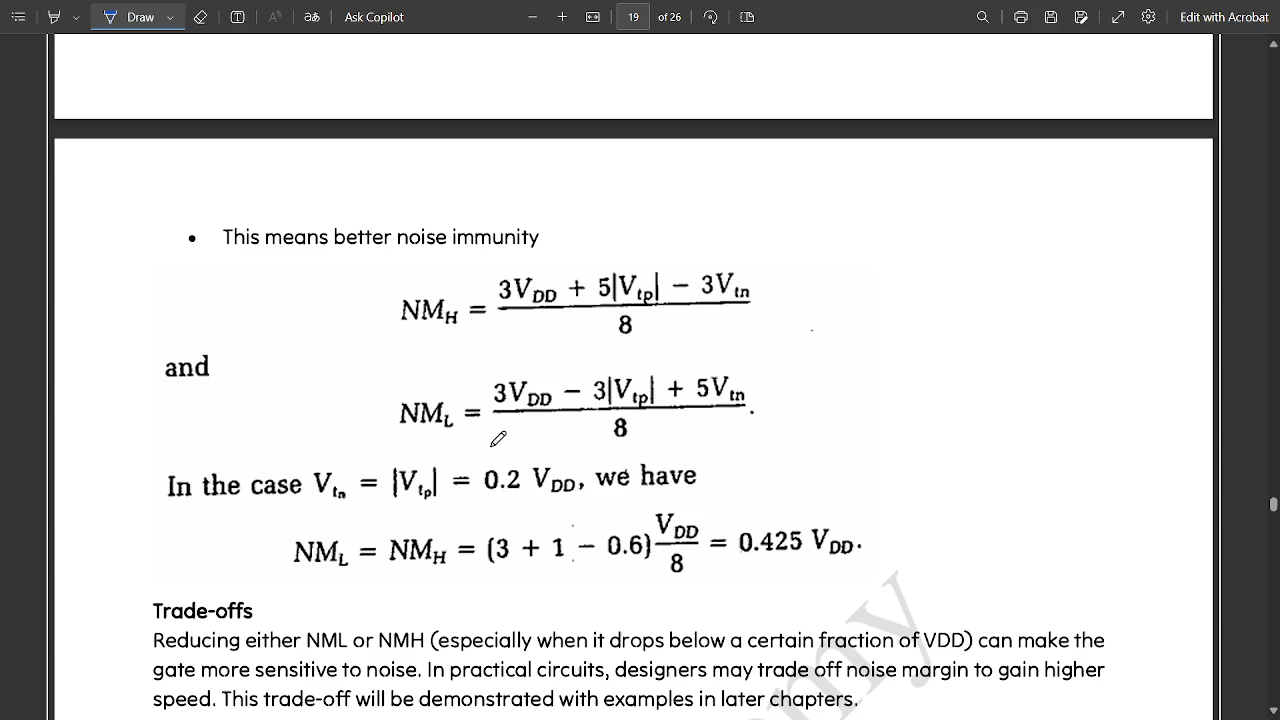 Draw
Ask Copilot
19 of 26
Edit with Acrobat
• This means better noise immunity
NM_H = (3V_DD + 5|V_tp| − 3V_tn) / 8
and
NM_L = (3V_DD − 3|V_tp| + 5V_tn) / 8 .
In the case V_tn = |V_tp| = 0.2 V_DD, we have
NM_L = NM_H = (3 + 1 − 0.6) V_DD / 8 = 0.425 V_DD.
Trade-offs
Reducing either NML or NMH (especially when it drops below a certain fraction of VDD) can make the
gate more sensitive to noise. In practical circuits, designers may trade off noise margin to gain higher
speed. This trade-off will be demonstrated with examples in later chapters.